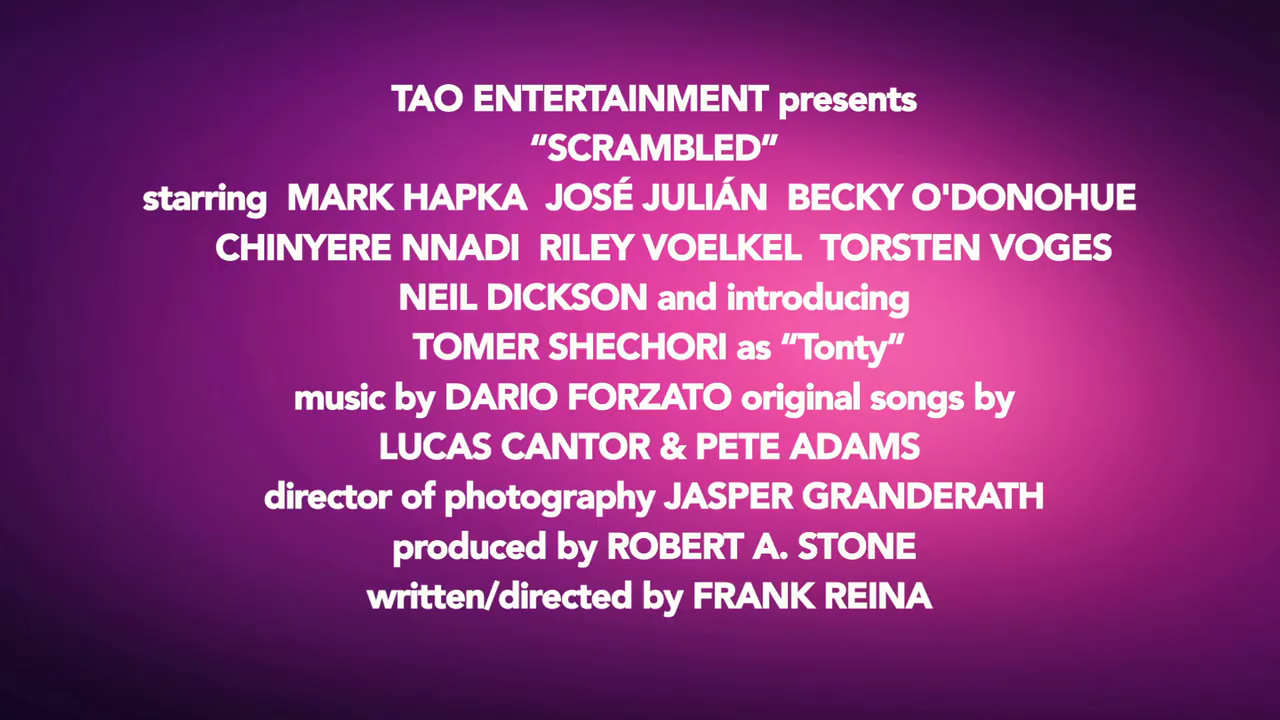 TAO ENTERTAINMENT presents
“SCRAMBLED”
starring MARK HAPKA JOSÉ JULIÁN BECKY O'DONOHUE
CHINYERE NNADI RILEY VOELKEL TORSTEN VOGES
NEIL DICKSON and introducing
TOMER SHECHORI as “Tonty”
music by DARIO FORZATO original songs by
LUCAS CANTOR & PETE ADAMS
director of photography JASPER GRANDERATH
produced by ROBERT A. STONE
written/directed by FRANK REINA